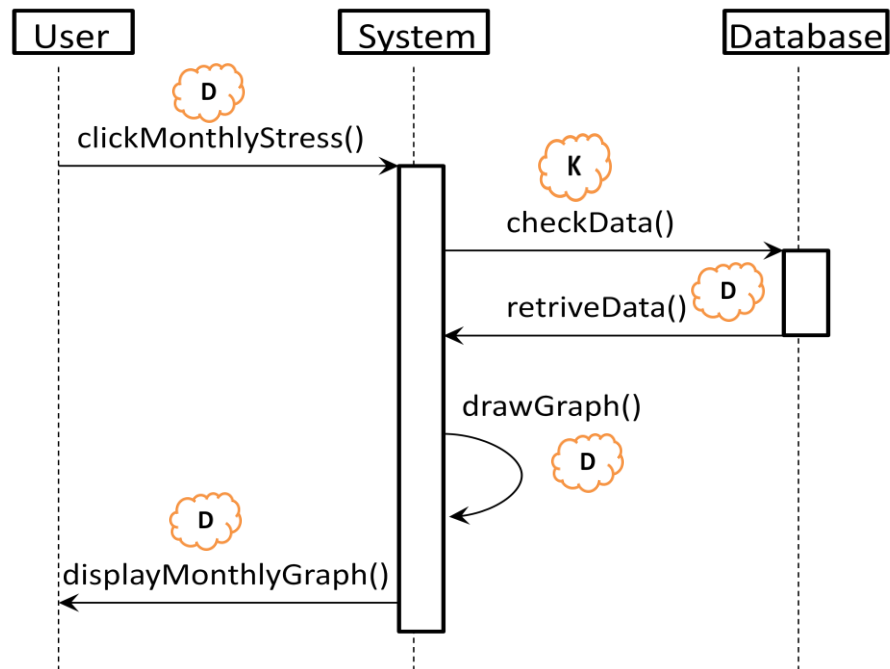 User
System
Database
D
clickMonthlyStress()
K
checkData()
D
retriveData()
drawGraph()
D
D
displayMonthlyGraph()